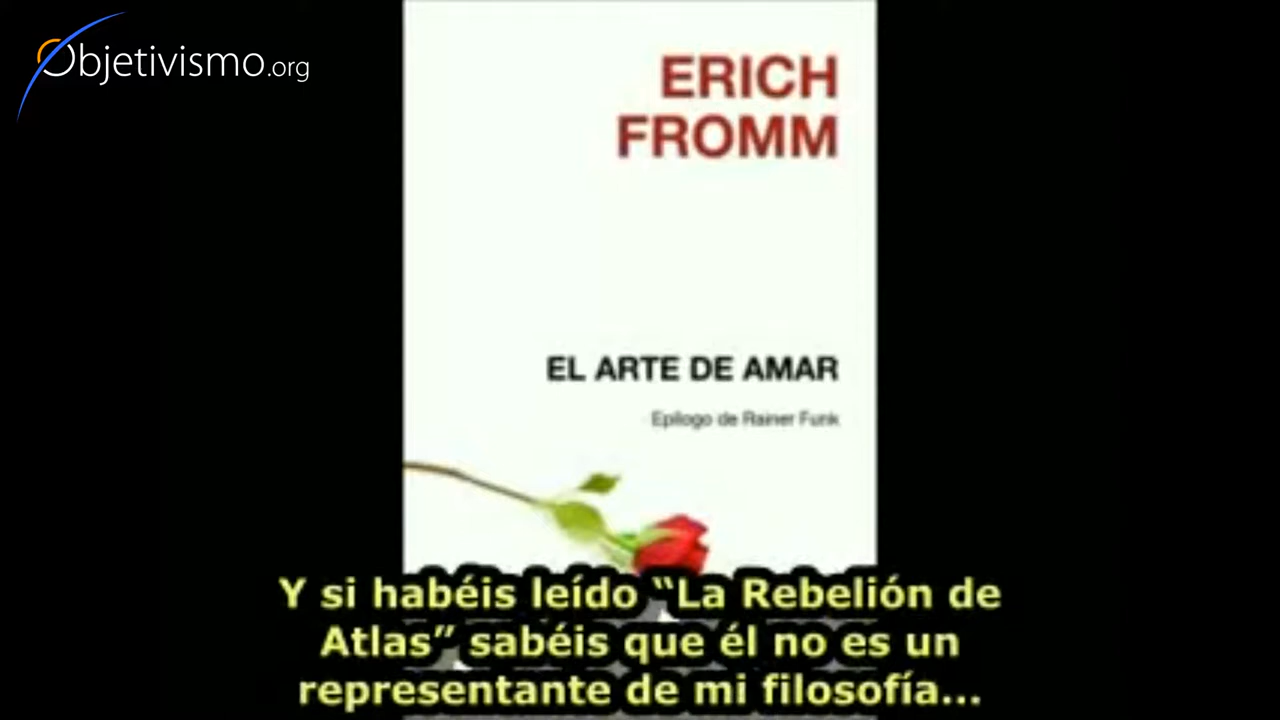 Objetivismo.org
ERICH
FROMM
EL ARTE DE AMAR
Epílogo de Rainer Funk
Y si habéis leído “La Rebelión de
Atlas” sabéis que él no es un
representante de mi filosofía...